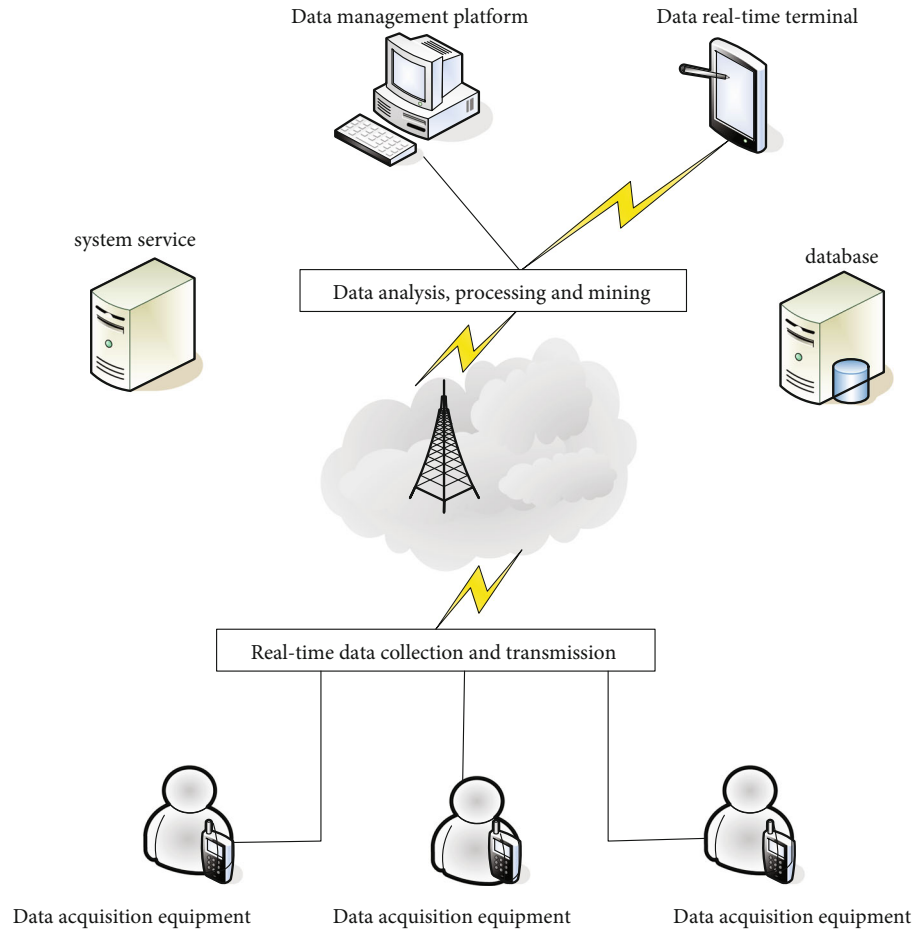 Data management platform
Data real-time terminal
system service
database
Data analysis, processing and mining
Real-time data collection and transmission
Data acquisition equipment
Data acquisition equipment
Data acquisition equipment